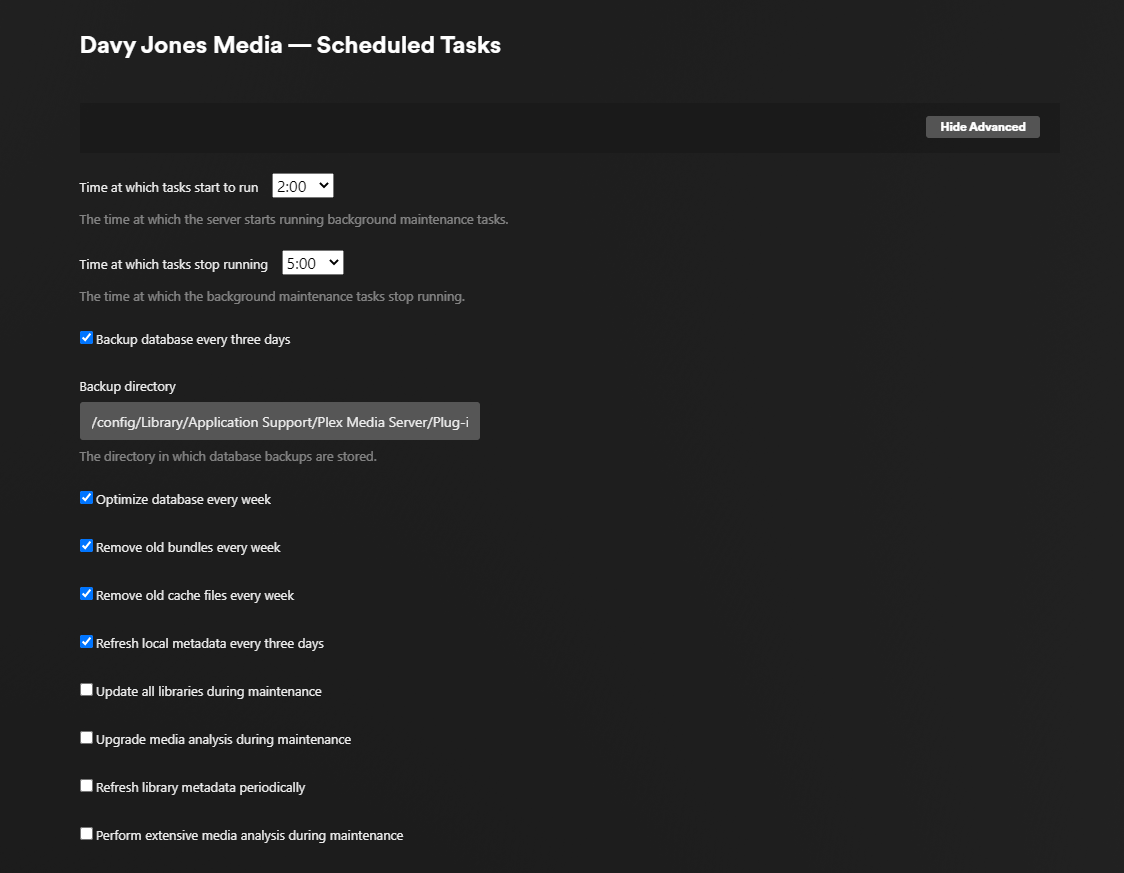 Davy Jones Media — Scheduled Tasks
Hide Advanced
Time at which tasks start to run 2:00
The time at which the server starts running background maintenance tasks.
Time at which tasks stop running 5:00
The time at which the background maintenance tasks stop running.
Backup database every three days
Backup directory
/config/Library/Application Support/Plex Media Server/Plug-i
The directory in which database backups are stored.
Optimize database every week
Remove old bundles every week
Remove old cache files every week
Refresh local metadata every three days
Update all libraries during maintenance
Upgrade media analysis during maintenance
Refresh library metadata periodically
Perform extensive media analysis during maintenance